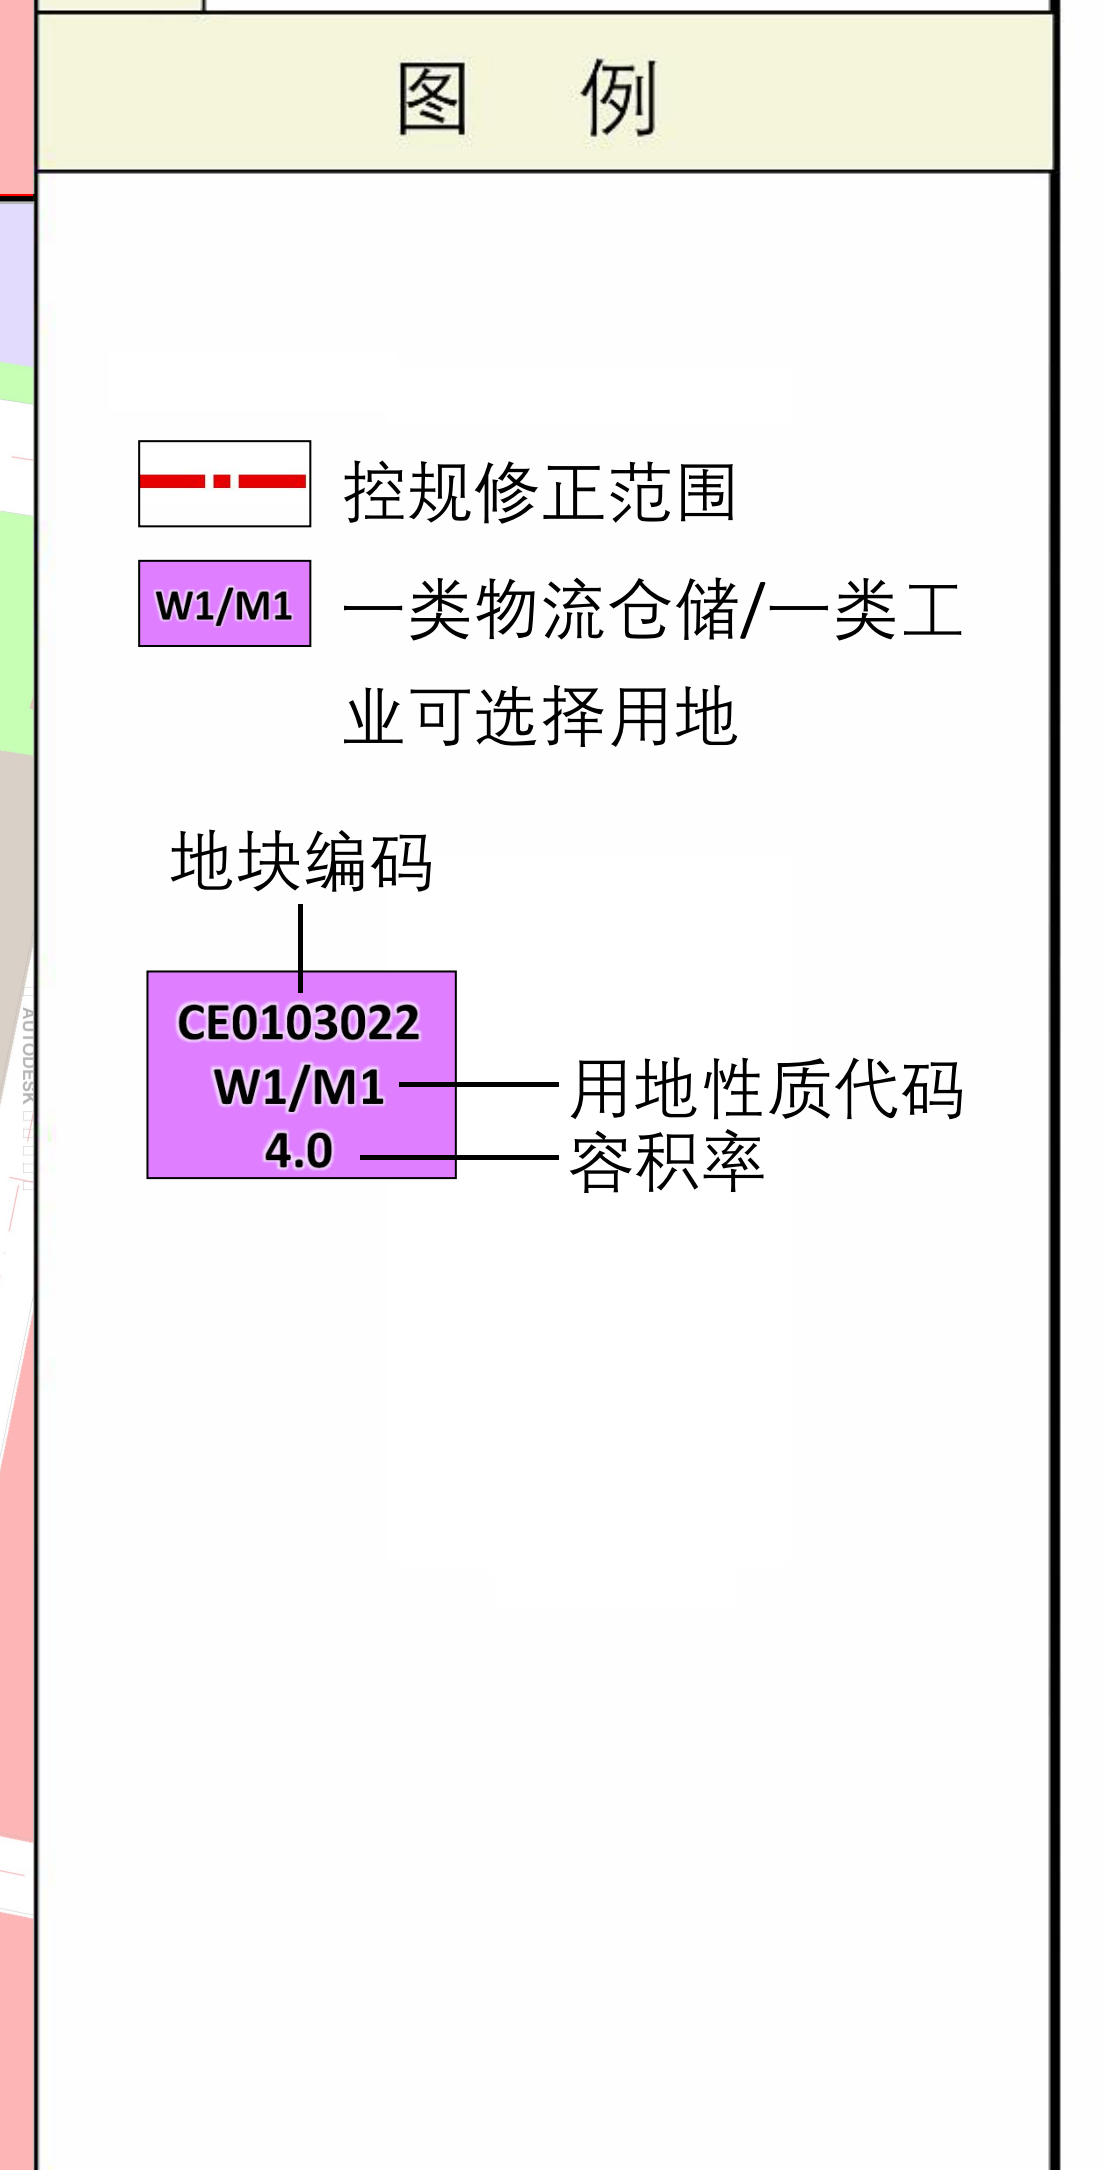 图 例
控规修正范围
W1/M1 一类物流仓储/一类工
业可选择用地
地块编码
CE0103022
W1/M1 用地性质代码
4.0 容积率
AUTODESK